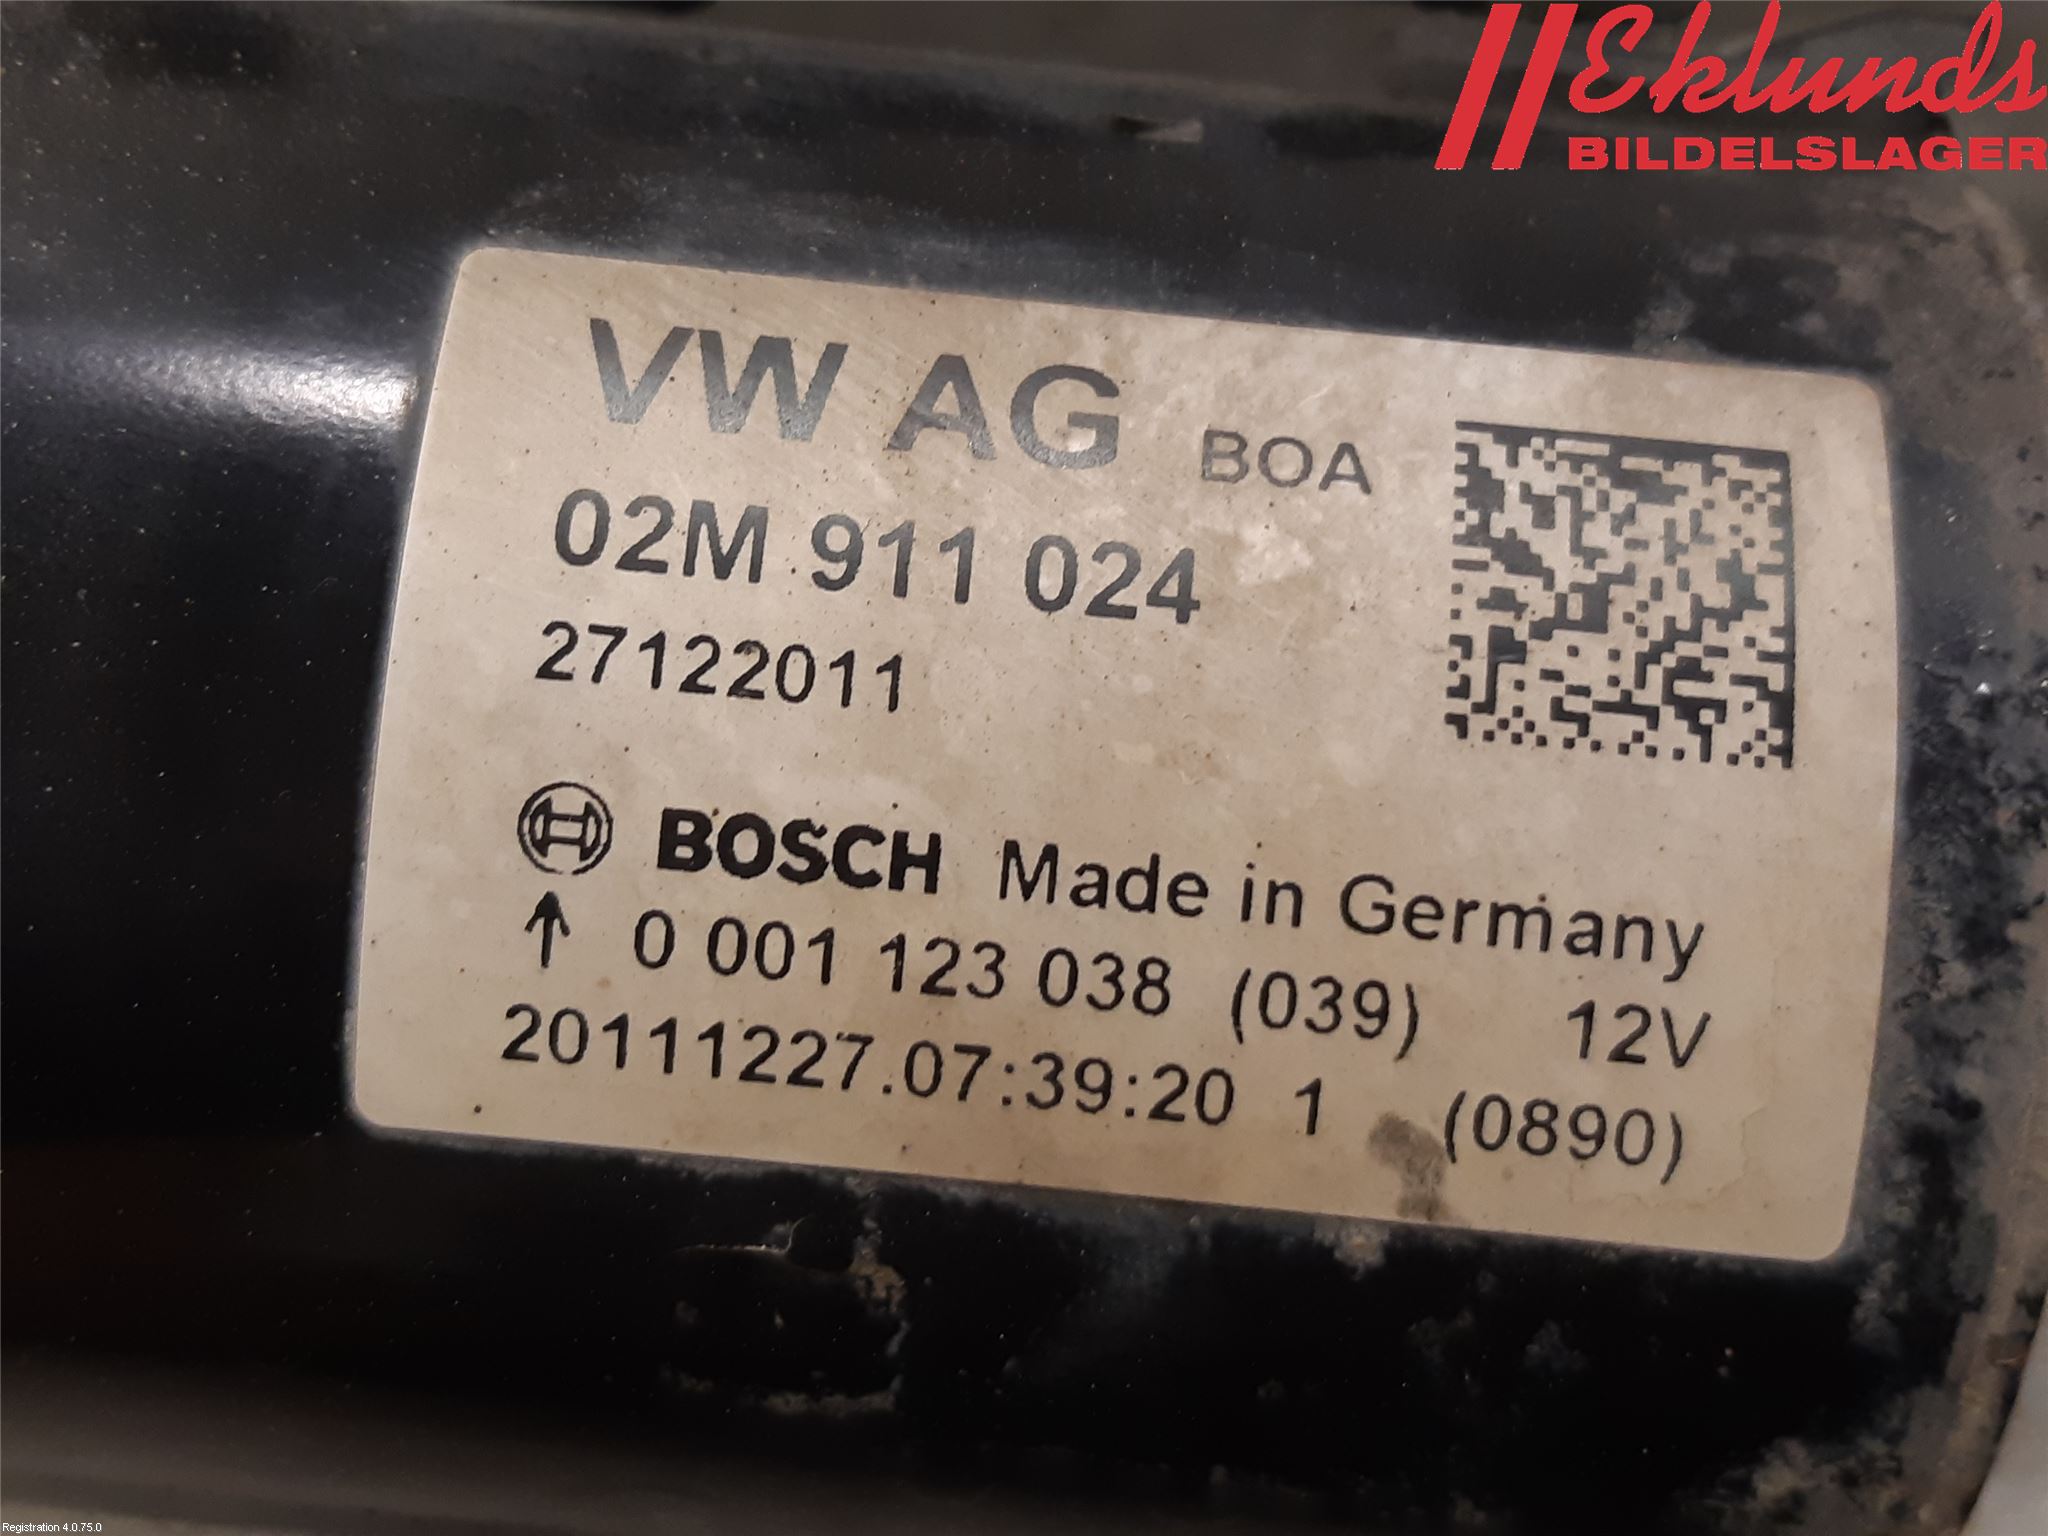 Eklunds
BILDELSLAGER
VW AG BOA
02M 911 024
27122011
BOSCH Made in Germany
↑ 0 001 123 038 (039) 12V
20111227.07:39:20 1 (0890)
Registration 4.0.75.0